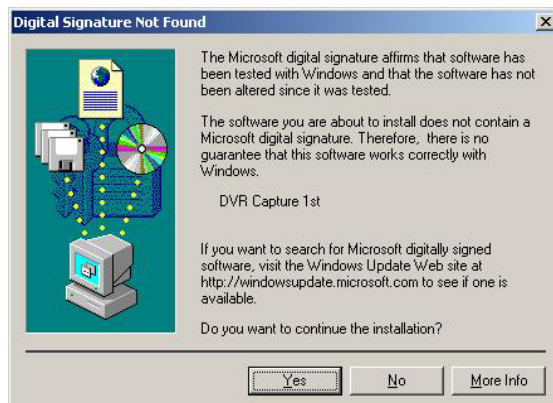 Digital Signature Not Found
The Microsoft digital signature affirms that software has
been tested with Windows and that the software has not
been altered since it was tested.
The software you are about to install does not contain a
Microsoft digital signature. Therefore, there is no
guarantee that this software works correctly with
Windows.
DVR Capture 1st
If you want to search for Microsoft digitally signed
software, visit the Windows Update Web site at
http://windowsupdate.microsoft.com to see if one is
available.
Do you want to continue the installation?
Yes No More Info